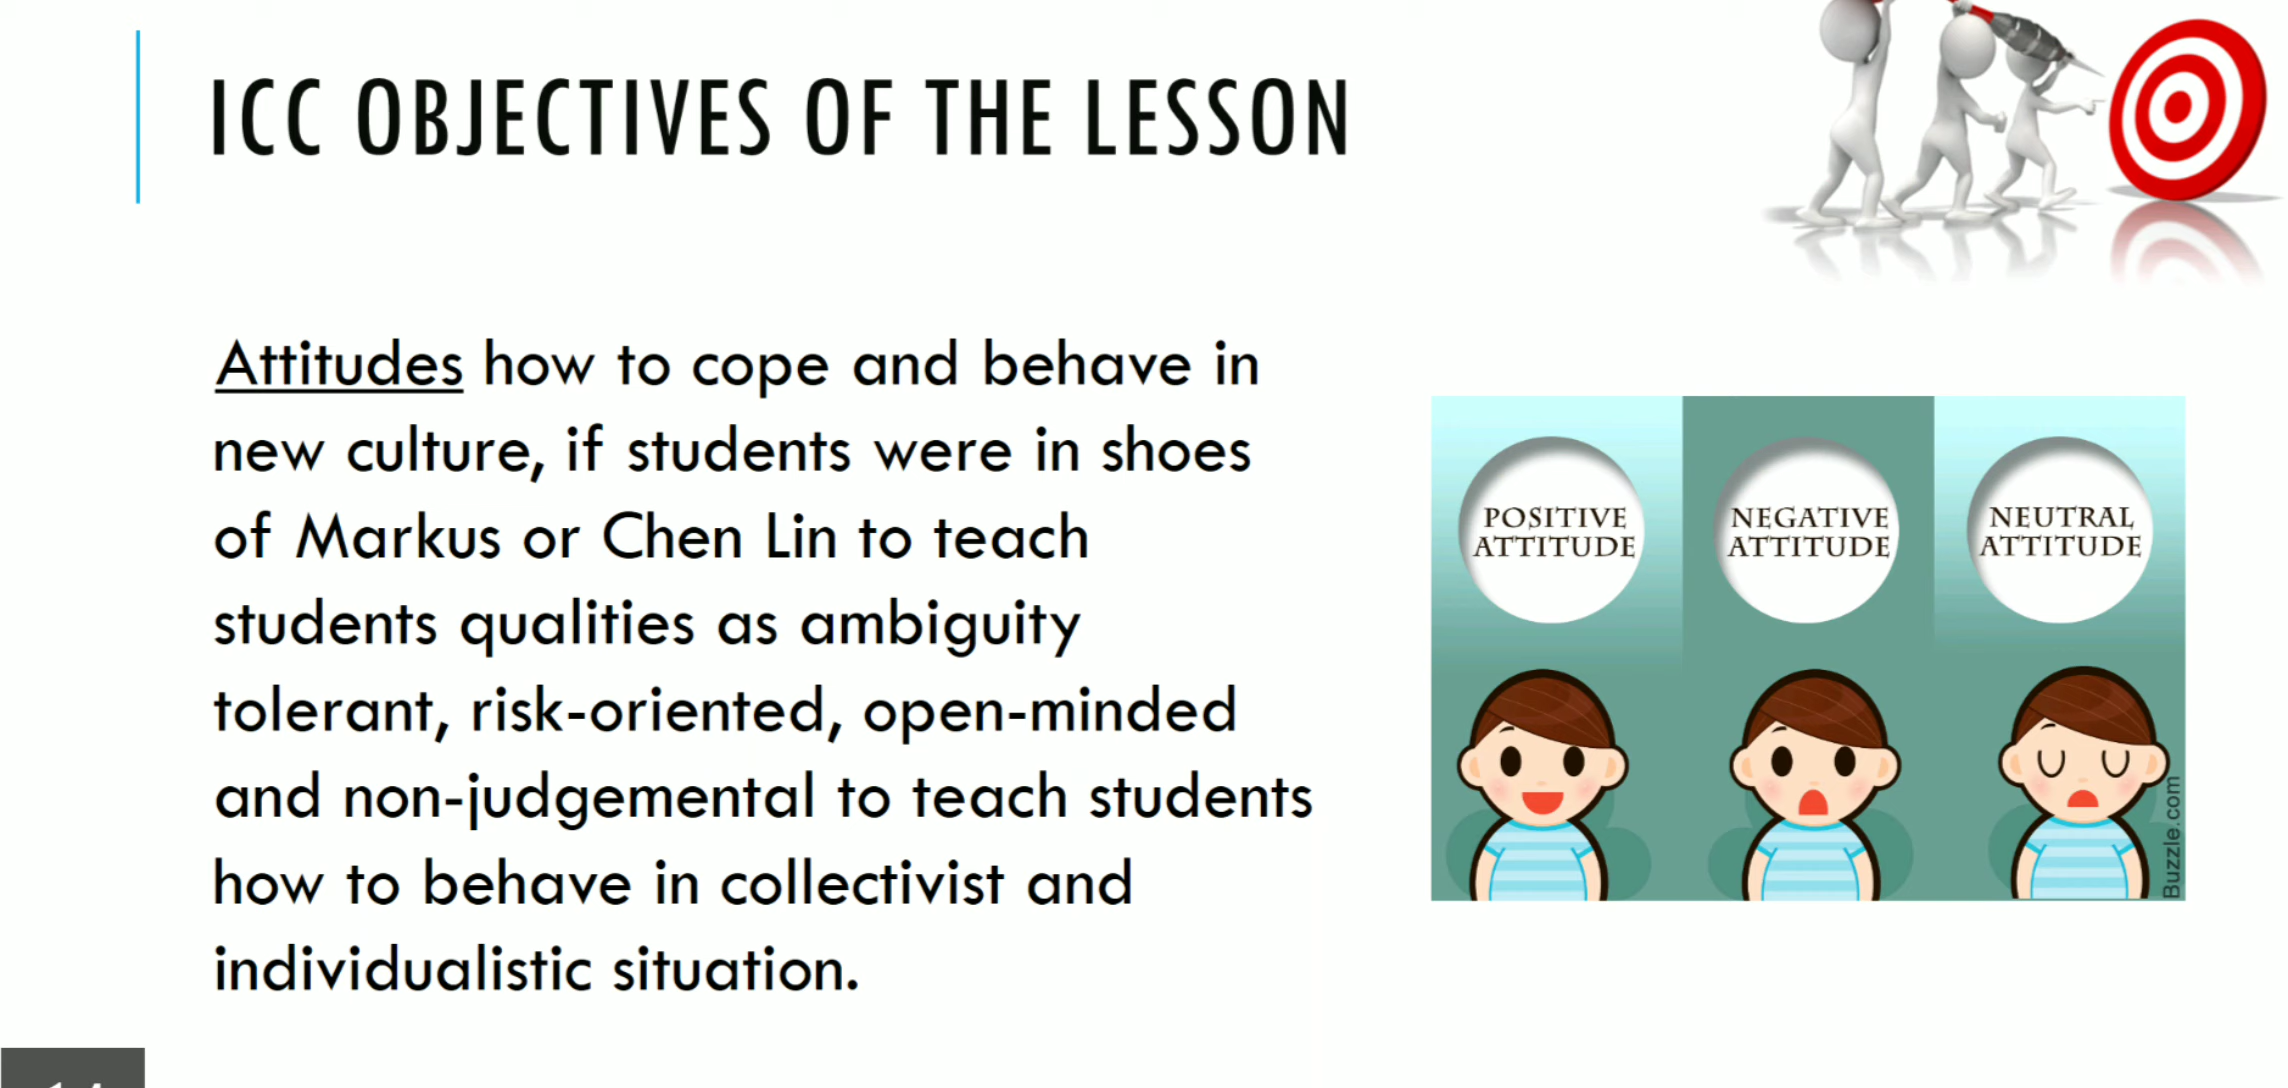 ICC OBJECTIVES OF THE LESSON
Attitudes how to cope and behave in
new culture, if students were in shoes
of Markus or Chen Lin to teach
students qualities as ambiguity
tolerant, risk-oriented, open-minded
and non-judgemental to teach students
how to behave in collectivist and
individualistic situation.
POSITIVE
ATTITUDE
NEGATIVE
ATTITUDE
NEUTRAL
ATTITUDE
Buzzle.com